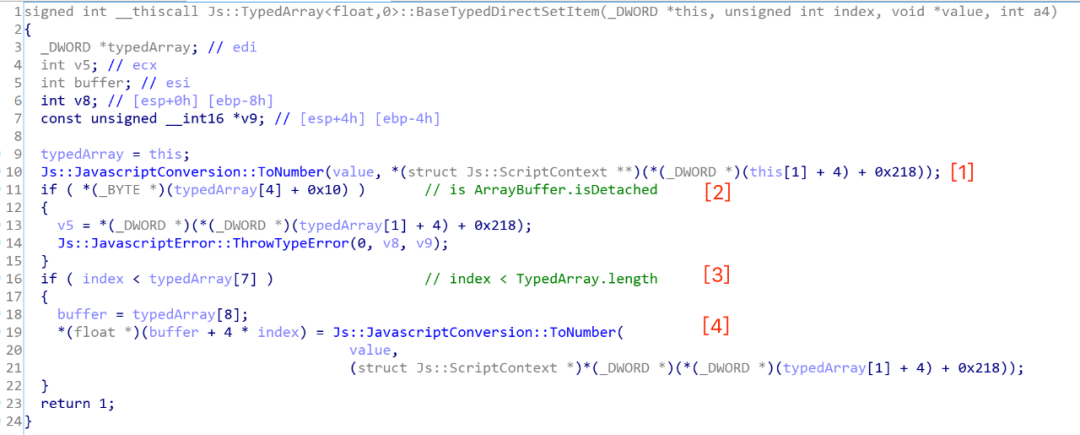 1 signed int __thiscall Js::TypedArray<float,0>::BaseTypedDirectSetItem(_DWORD *this, unsigned int index, void *value, int a4)
2 {
3 _DWORD *typedArray; // edi
4 int v5; // ecx
5 int buffer; // esi
6 int v8; // [esp+0h] [ebp-8h]
7 const unsigned __int16 *v9; // [esp+4h] [ebp-4h]
8
9 typedArray = this;
10 Js::JavascriptConversion::ToNumber(value, *(struct Js::ScriptContext **)(*(_DWORD *)(this[1] + 4) + 0x218)); [1]
11 if ( *(_BYTE *)(typedArray[4] + 0x10) ) // is ArrayBuffer.isDetached [2]
12 {
13 v5 = *(_DWORD *)(*(_DWORD *)(typedArray[1] + 4) + 0x218);
14 Js::JavascriptError::ThrowTypeError(0, v8, v9);
15 }
16 if ( index < typedArray[7] ) // index < TypedArray.length [3]
17 {
18 buffer = typedArray[8];
19 *(float *)(buffer + 4 * index) = Js::JavascriptConversion::ToNumber( [4]
20 value,
21 (struct Js::ScriptContext *)*(_DWORD *)(*(_DWORD *)(typedArray[1] + 4) + 0x218));
22 }
23 return 1;
24 }